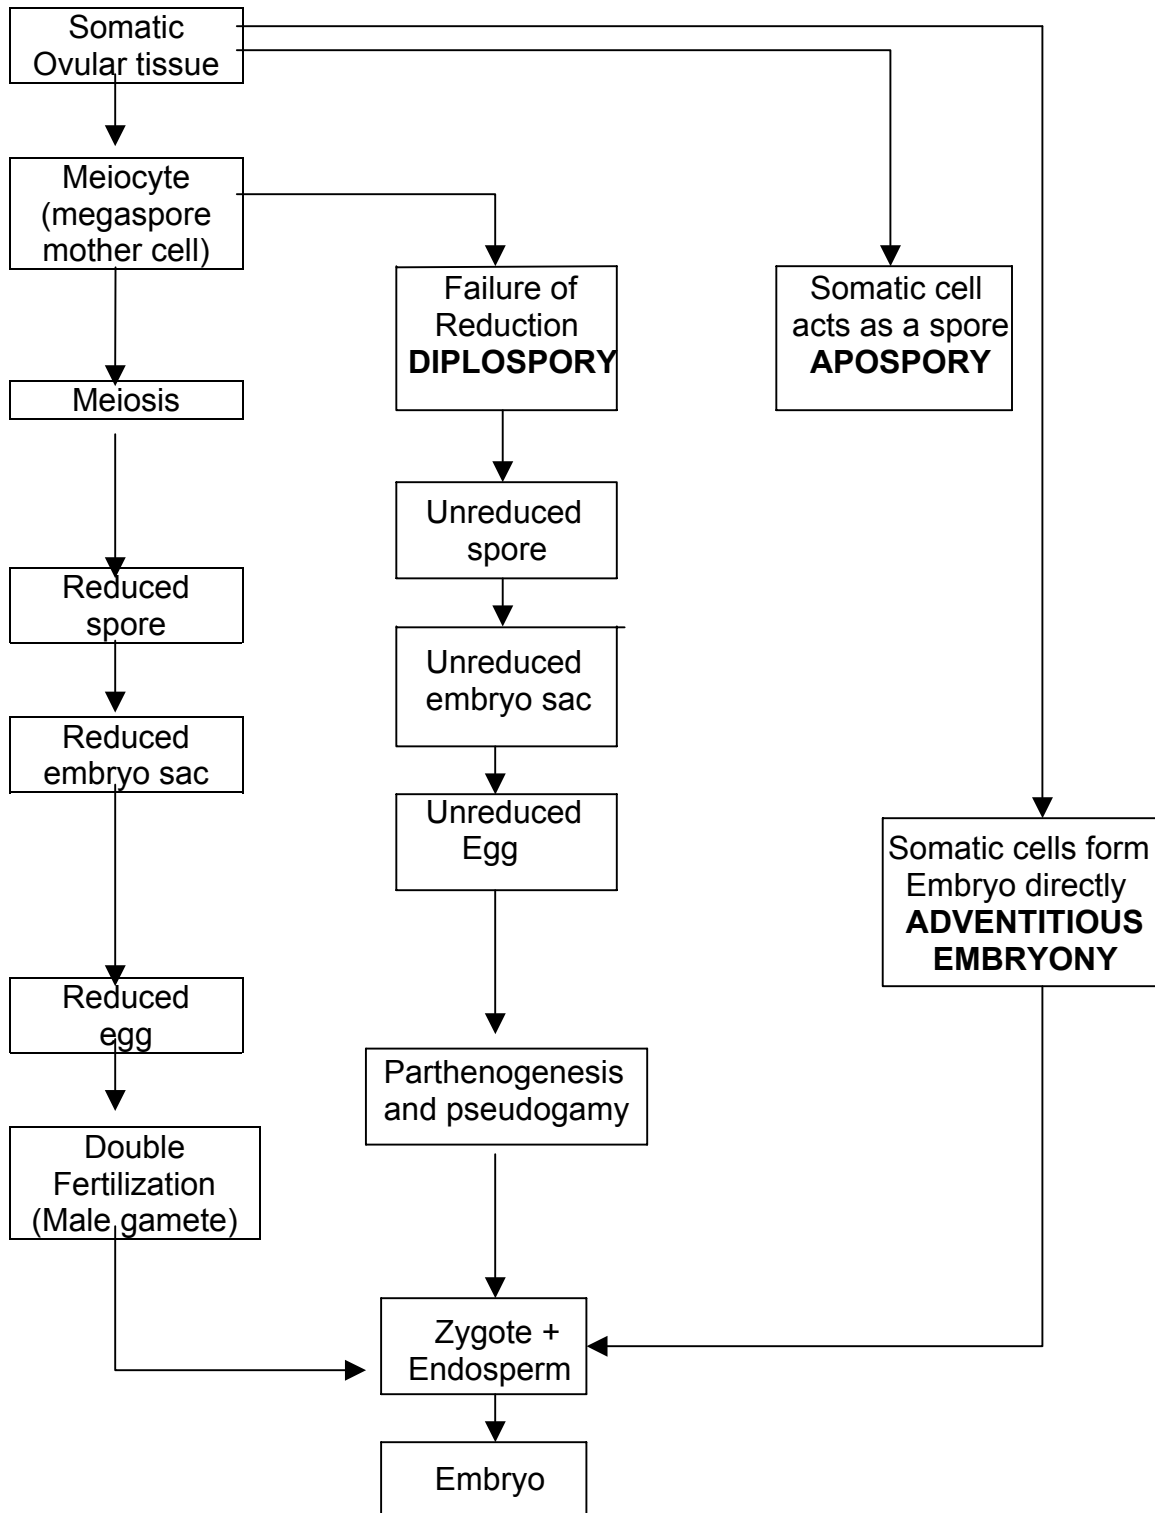 Somatic
Ovular tissue
Meiocyte
(megaspore
mother cell)
Failure of
Reduction
DIPLOSPORY
Somatic cell
acts as a spore
APOSPORY
Meiosis
Unreduced
spore
Reduced
spore
Unreduced
embryo sac
Reduced
embryo sac
Unreduced
Egg
Somatic cells form
Embryo directly
ADVENTITIOUS
EMBRYONY
Reduced
egg
Parthenogenesis
and pseudogamy
Double
Fertilization
(Male gamete)
Zygote +
Endosperm
Embryo